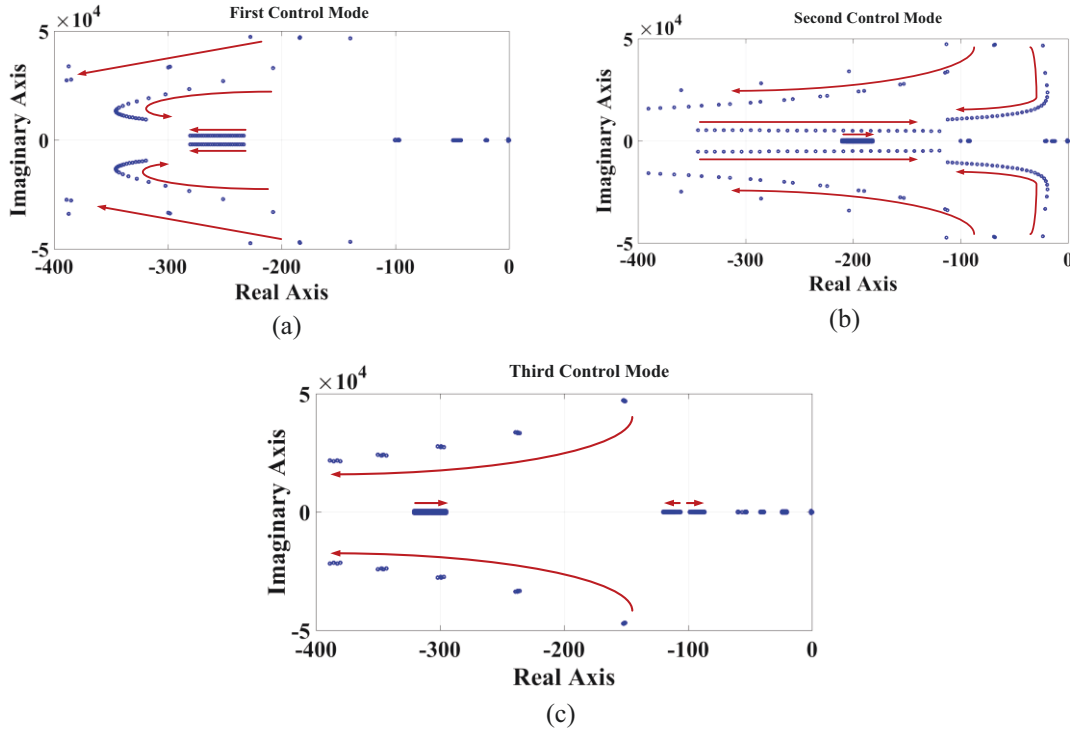 First Control Mode
×10⁴
5
0
-5
Imaginary Axis
-400 -300 -200 -100 0
Real Axis
(a)
Second Control Mode
×10⁴
5
0
-5
Imaginary Axis
-400 -300 -200 -100 0
Real Axis
(b)
Third Control Mode
×10⁴
5
0
-5
Imaginary Axis
-400 -300 -200 -100 0
Real Axis
(c)